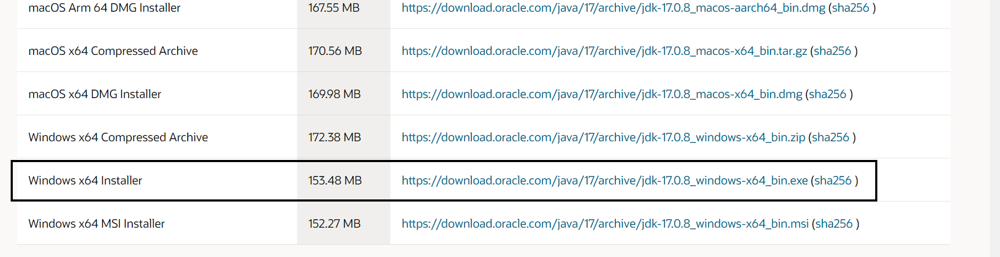 macOS Arm 64 DMG Installer 167.55 MB https://download.oracle.com/java/17/archive/jdk-17.0.8_macos-aarch64_bin.dmg (sha256 )
macOS x64 Compressed Archive 170.56 MB https://download.oracle.com/java/17/archive/jdk-17.0.8_macos-x64_bin.tar.gz (sha256 )
macOS x64 DMG Installer 169.98 MB https://download.oracle.com/java/17/archive/jdk-17.0.8_macos-x64_bin.dmg (sha256 )
Windows x64 Compressed Archive 172.38 MB https://download.oracle.com/java/17/archive/jdk-17.0.8_windows-x64_bin.zip (sha256 )
Windows x64 Installer 153.48 MB https://download.oracle.com/java/17/archive/jdk-17.0.8_windows-x64_bin.exe (sha256 )
Windows x64 MSI Installer 152.27 MB https://download.oracle.com/java/17/archive/jdk-17.0.8_windows-x64_bin.msi (sha256 )